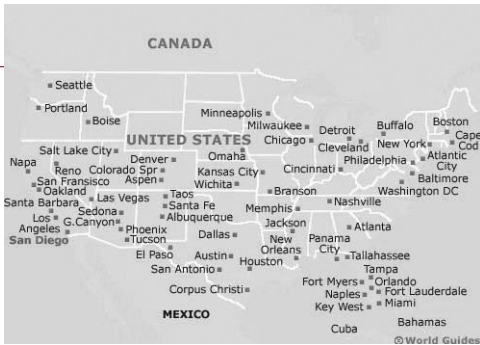 CANADA
Seattle
Portland
Boise
Minneapolis
Milwaukee
Chicago
Detroit
Cleveland
Buffalo
Boston
Cape
Cod
New York
Philadelphia
Atlantic
City
Baltimore
Washington DC
UNITED STATES
Salt Lake City
Napa
Reno
San Fransisco
Oakland
Denver
Colorado Spr
Aspen
Omaha
Kansas City
Wichita
Cincinnati
Branson
Santa Barbara
Las Vegas
Los
Angeles
San Diego
Sedona
G.Canyon
Phoenix
Tucson
Taos
Santa Fe
Albuquerque
Memphis
Nashville
Jackson
Atlanta
El Paso
Dallas
Austin
San Antonio
Houston
New
Orleans
Panama
City
Tallahassee
Corpus Christi
Tampa
Orlando
Fort Myers
Fort Lauderdale
Naples
Miami
Key West
MEXICO
Cuba
Bahamas
©World Guides